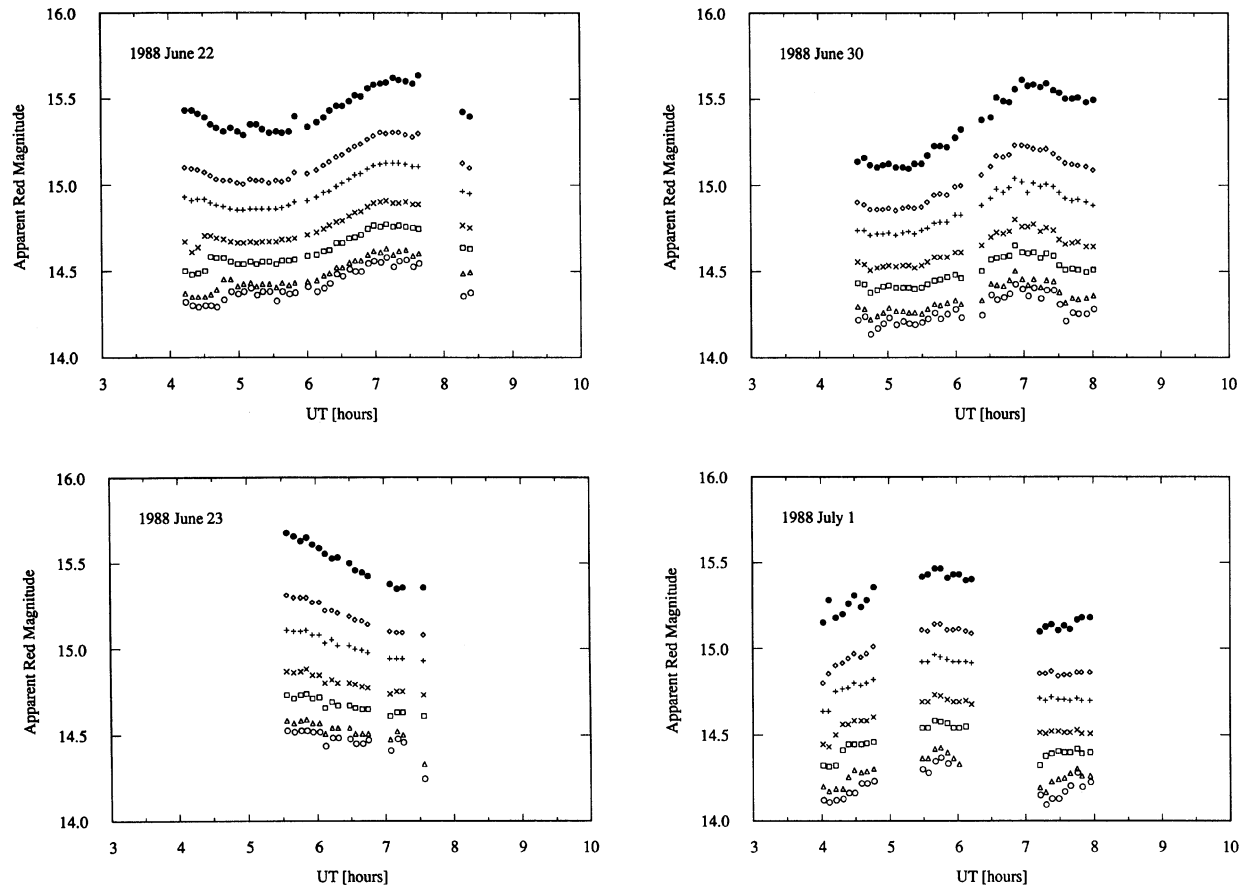 16.0
15.5
15.0
14.5
14.0
Apparent Red Magnitude
1988 June 22
3 4 5 6 7 8 9 10
UT [hours]
16.0
15.5
15.0
14.5
14.0
Apparent Red Magnitude
1988 June 30
3 4 5 6 7 8 9 10
UT [hours]
16.0
15.5
15.0
14.5
14.0
Apparent Red Magnitude
1988 June 23
3 4 5 6 7 8 9 10
UT [hours]
16.0
15.5
15.0
14.5
14.0
Apparent Red Magnitude
1988 July 1
3 4 5 6 7 8 9 10
UT [hours]